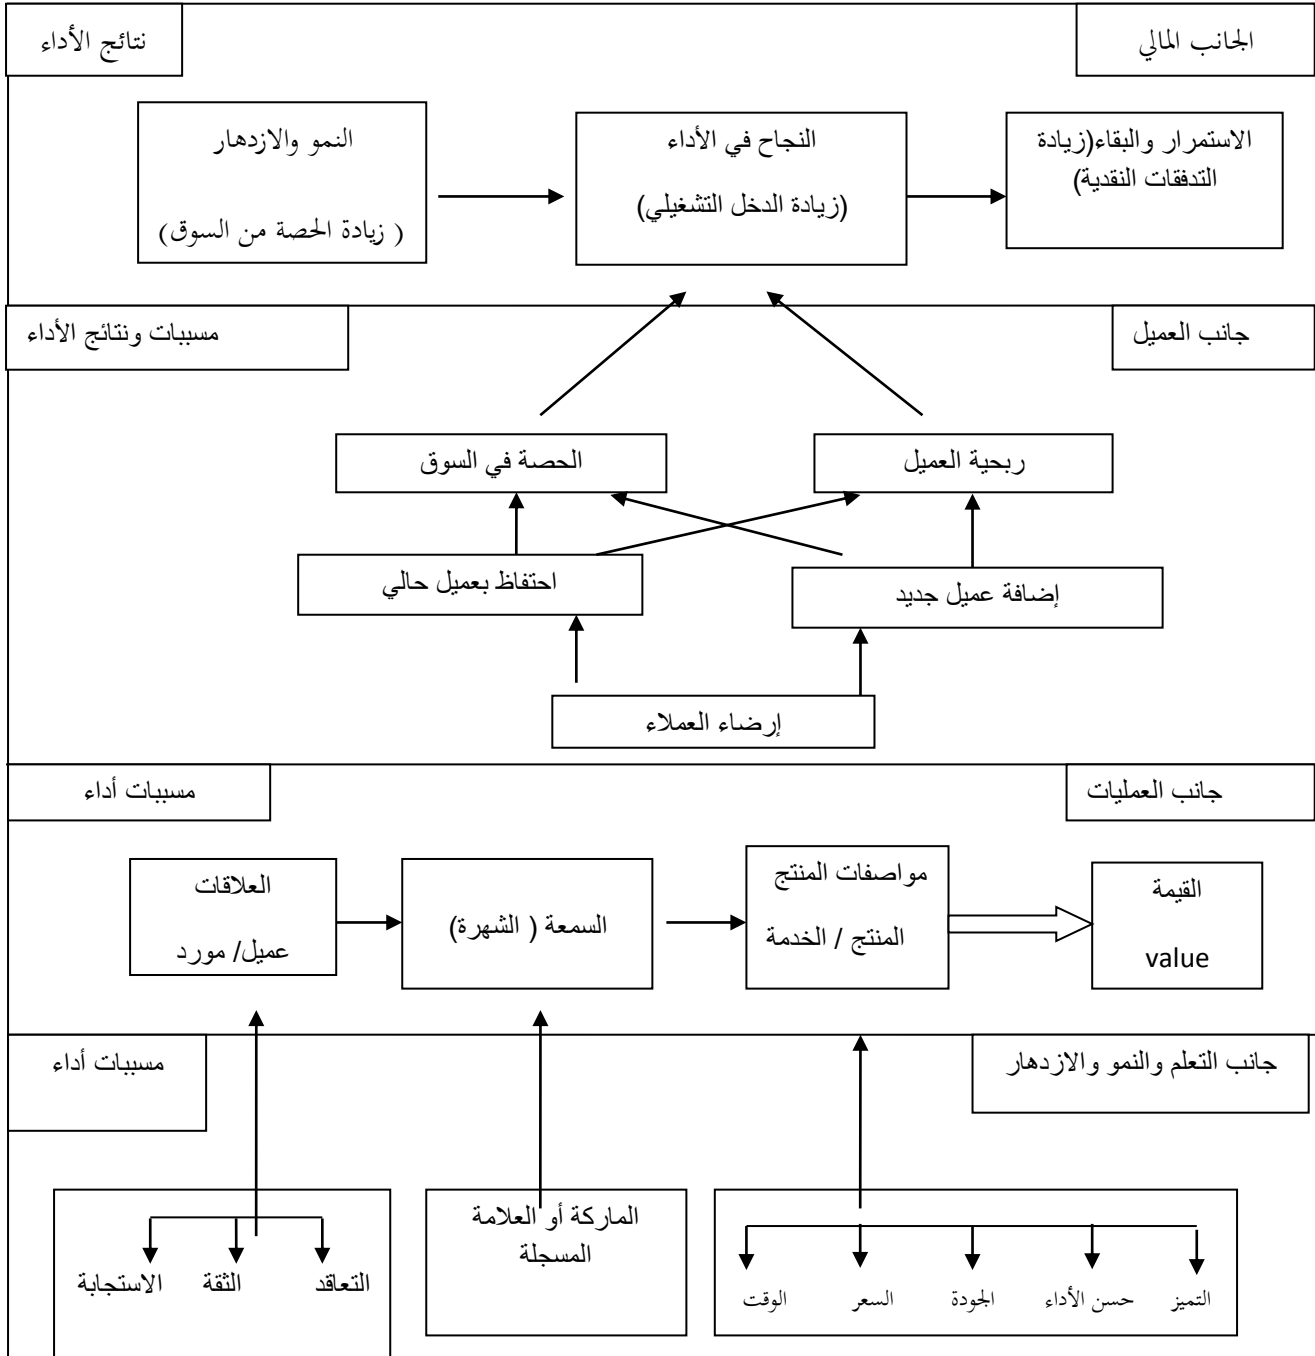 الجانب المالي
نتائج الأداء
الاستمرار والبقاء(زيادة
التدفقات النقدية)
النجاح في الأداء
(زيادة الدخل التشغيلي)
النمو والازدهار
( زيادة الحصة من السوق)
جانب العميل
مسببات ونتائج الأداء
ربحية العميل
الحصة في السوق
إضافة عميل جديد
احتفاظ بعميل حالي
إرضاء العملاء
جانب العمليات
مسببات أداء
القيمة
value
مواصفات المنتج
المنتج / الخدمة
السمعة ( الشهرة)
العلاقات
عميل/ مورد
جانب التعلم والنمو والازدهار
مسببات أداء
التميز
حسن الأداء
الجودة
السعر
الوقت
الماركة أو العلامة
المسجلة
التعاقد
الثقة
الاستجابة